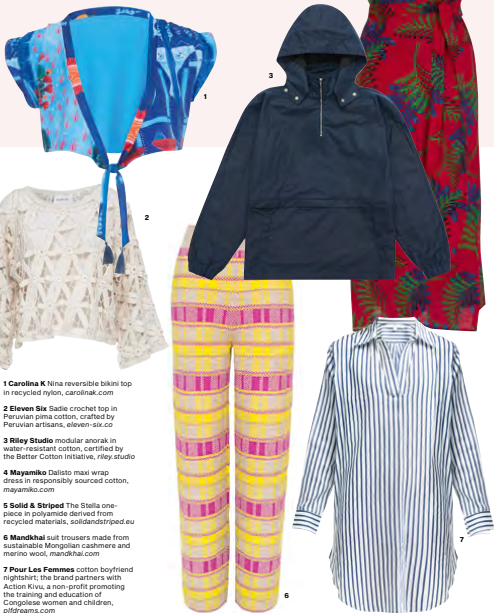 1
3
2
1 Carolina K Nina reversible bikini top
in recycled nylon, carolinak.com
2 Eleven Six Sadie crochet top in
Peruvian pima cotton, crafted by
Peruvian artisans, eleven-six.co
3 Riley Studio modular anorak in
water-resistant cotton, certified by
the Better Cotton Initiative, riley.studio
4 Mayamiko Dalisto maxi wrap
dress in responsibly sourced cotton,
mayamiko.com
5 Solid & Striped The Stella one-
piece in polyamide derived from
recycled materials, solidandstriped.eu
6 Mandkhai suit trousers made from
sustainable Mongolian cashmere and
merino wool, mandkhai.com
7 Pour Les Femmes cotton boyfriend
nightshirt; the brand partners with
Action Kivu, a non-profit promoting
the training and education of
Congolese women and children,
plfdreams.com
7
6